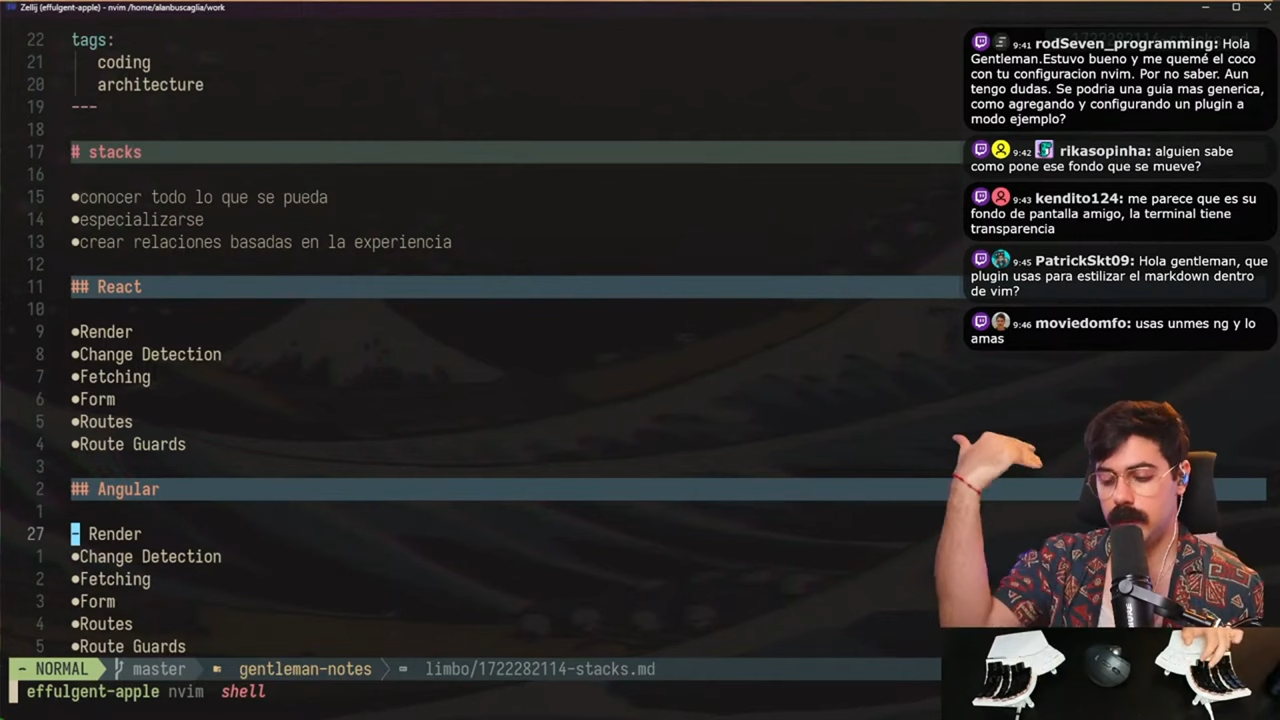 Zellij (effulgent-apple) - nvim /home/alanbuscaglia/work
22 tags:
21 coding
20 architecture
19 ---
18
17 # stacks
16
15 ●conocer todo lo que se pueda
14 ●especializarse
13 ●crear relaciones basadas en la experiencia
12
11 ## React
10
9 ●Render
8 ●Change Detection
7 ●Fetching
6 ●Form
5 ●Routes
4 ●Route Guards
3
2 ## Angular
1
27 - Render
1 ●Change Detection
2 ●Fetching
3 ●Form
4 ●Routes
5 ●Route Guards
- NORMAL master gentleman-notes limbo/1722282114-stacks.md
effulgent-apple nvim shell
9:41 rodSeven_programming: Hola
Gentleman.Estuvo bueno y me quemé el coco
con tu configuracion nvim. Por no saber. Aun
tengo dudas. Se podria una guia mas generica,
como agregando y configurando un plugin a
modo ejemplo?
9:42 rikasopinha: alguien sabe
como pone ese fondo que se mueve?
9:43 kendito124: me parece que es su
fondo de pantalla amigo, la terminal tiene
transparencia
9:45 PatrickSkt09: Hola gentleman, que
plugin usas para estilizar el markdown dentro
de vim?
9:46 moviedomfo: usas unmes ng y lo
amas